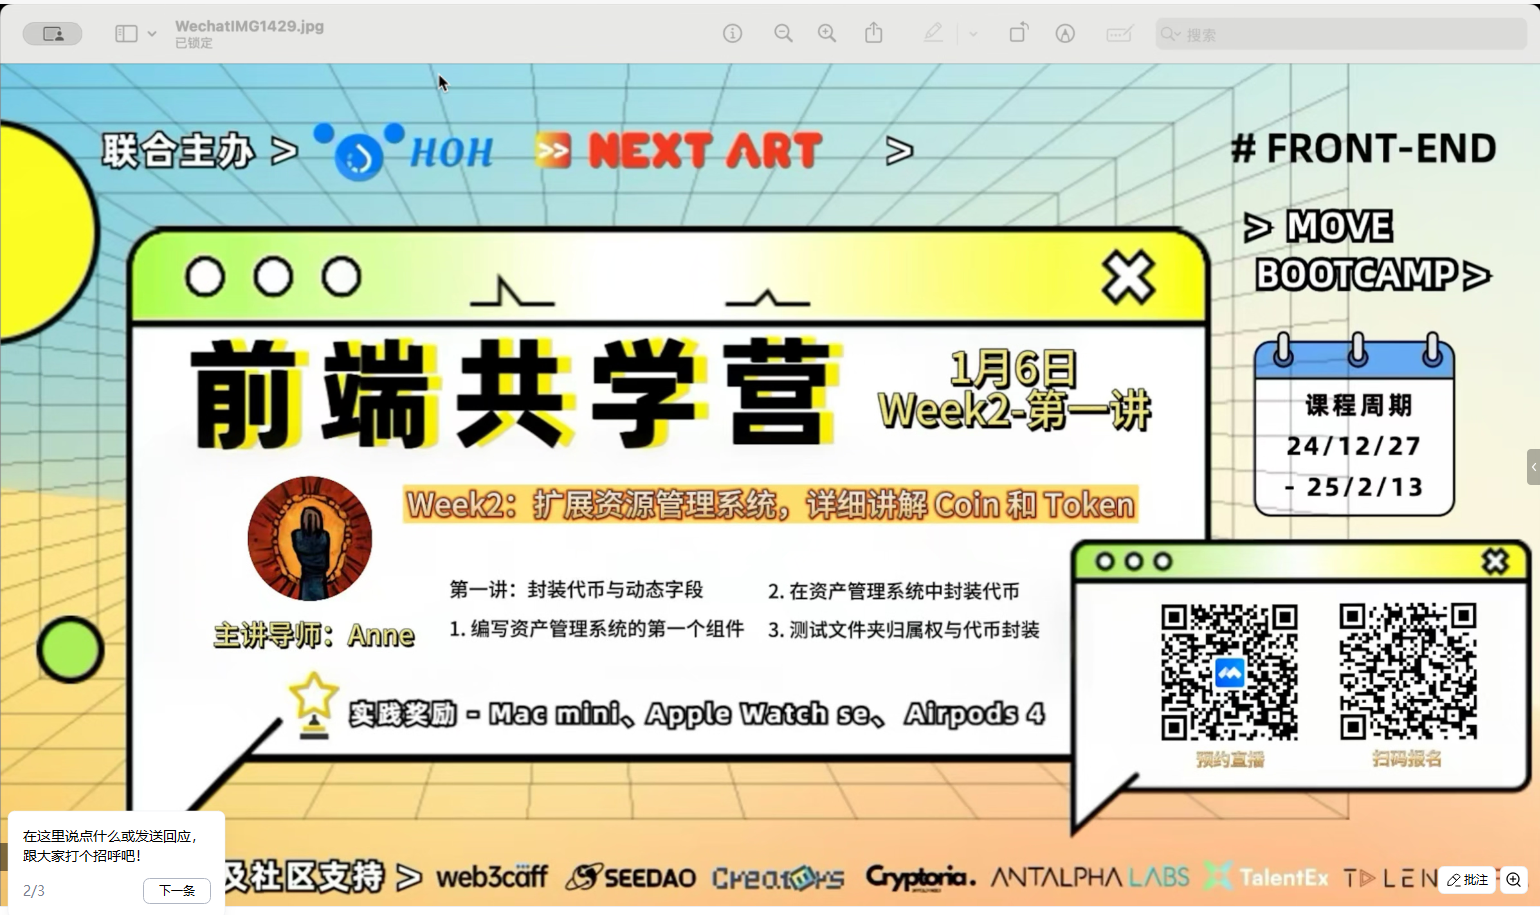 WechatIMG1429.jpg
已锁定
搜索
联合主办 > HOH >> NEXT ART >
# FRONT-END
> MOVE
BOOTCAMP >
前端共学营
1月6日
Week2-第一讲
课程周期
24/12/27
- 25/2/13
Week2：扩展资源管理系统，详细讲解 Coin 和 Token
主讲导师：Anne
第一讲：封装代币与动态字段
1. 编写资产管理系统的第一个组件
2. 在资产管理系统中封装代币
3. 测试文件夹归属权与代币封装
实践奖励 - Mac mini、Apple Watch se、 Airpods 4
预约直播
扫码报名
在这里说点什么或发送回应，
跟大家打个招呼吧！
2/3
下一条
及社区支持 > web3caff SEEDAO Creators Cryptoria. ANTALPHA LABS TalentEx
批注